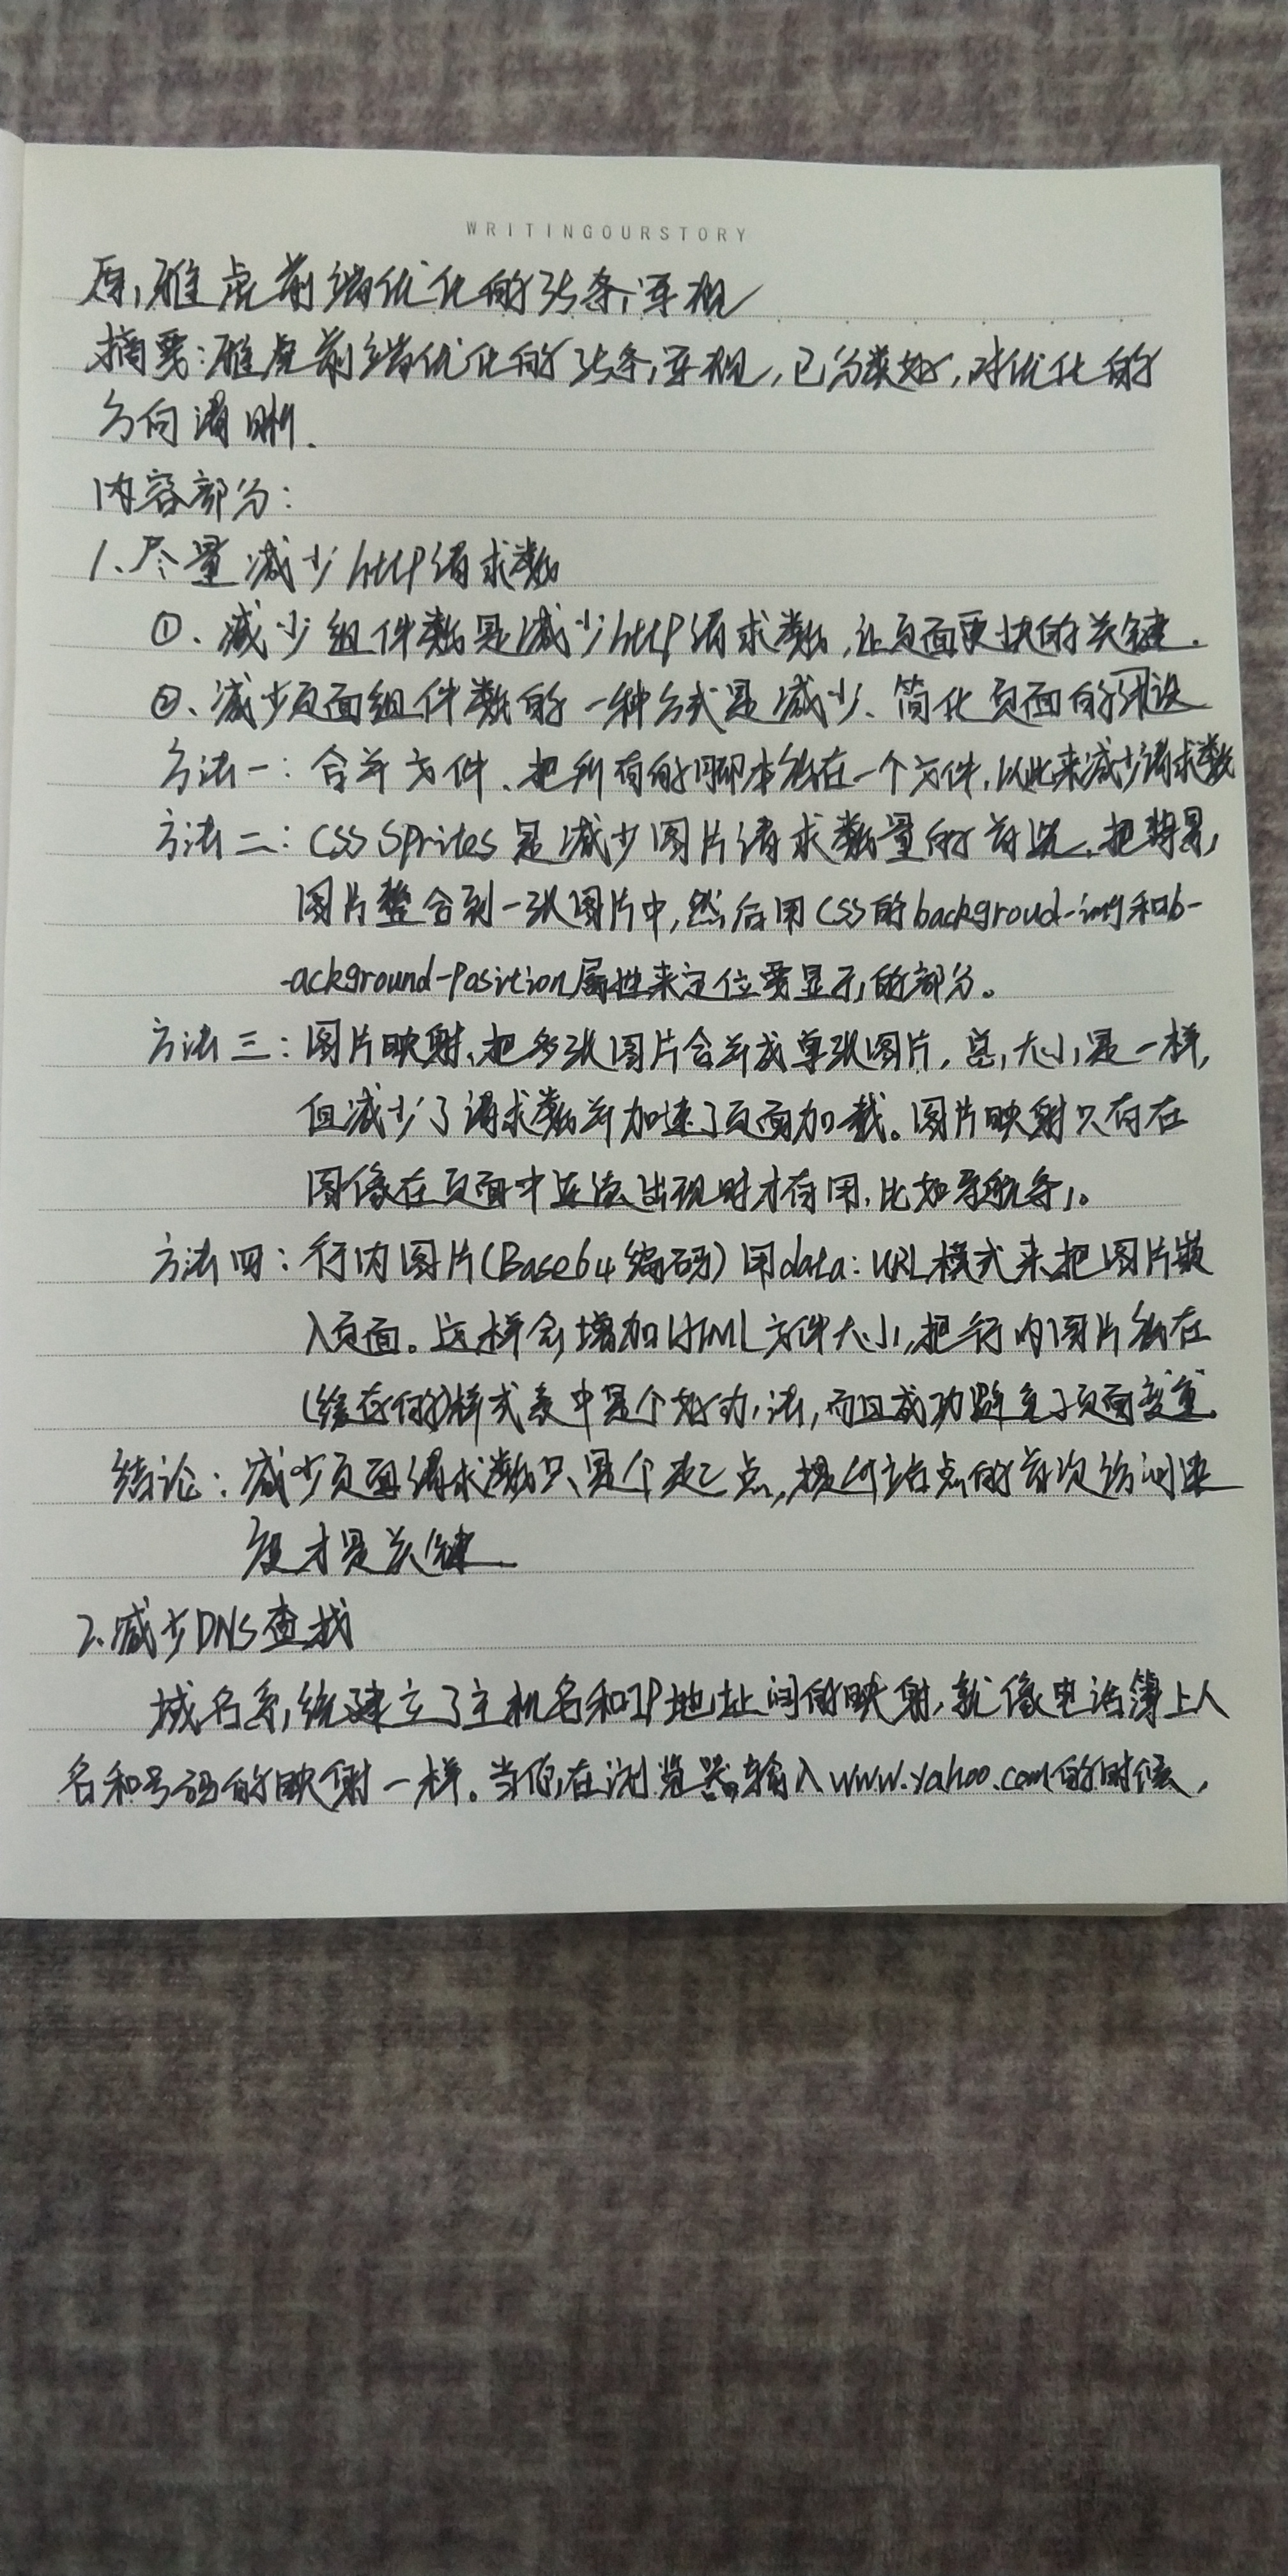 WRITINGOURSTORY
原,雅虎前端优化的35条军规
摘要:雅虎前端优化的35条军规,已分类好,对优化的
方向清晰.
内容部分:
1、尽量减少http请求数
①、减少组件数是减少http请求数,让页面更快的关键.
②、减少页面组件数的一种方式是减少、简化页面的设
方法一:合并文件、把所有的脚本放在一个文件,以此来减少请求数
方法二:CSS Sprites是减少图片请求数量的首选,把背景
图片整合到一张图片中,然后用CSS的backgroud-img和b-
-ackground-Position属性来定位要显示的部分。
方法三:图片映射、把多张图片合并成单张图片,总大小是一样,
但减少了请求数并加速了页面加载。图片映射只有在
图像在页面中连续出现时才有用,比如导航条。
方法四:行内图片(Base64编码)用data:URL模式来把图片嵌
入页面。这样会增加HTML文件大小,把行内图片放在
(缓存的)样式表中是个好办法,而且成功避免了页面变重.
结论:减少页面请求数只是个起点,提升站点的首次访问速
度才是关键.
2、减少DNS查找
域名系统建立了主机名和IP地址间的映射,就像电话簿上人
名和号码的映射一样。当你在浏览器输入www.yahoo.com的时候,